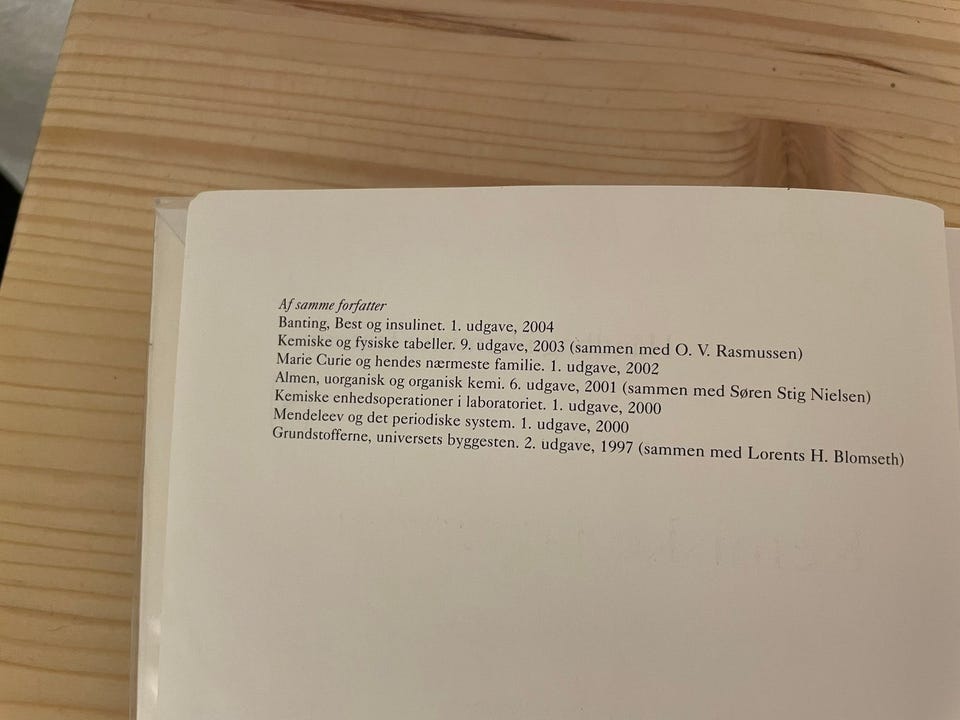 Af samme forfatter
Banting, Best og insulinet. 1. udgave, 2004
Kemiske og fysiske tabeller. 9. udgave, 2003 (sammen med O. V. Rasmussen)
Marie Curie og hendes nærmeste familie. 1. udgave, 2002
Almen, uorganisk og organisk kemi. 6. udgave, 2001 (sammen med Søren Stig Nielsen)
Kemiske enhedsoperationer i laboratoriet. 1. udgave, 2000
Mendeleev og det periodiske system. 1. udgave, 2000
Grundstofferne, universets byggesten. 2. udgave, 1997 (sammen med Lorents H. Blomseth)